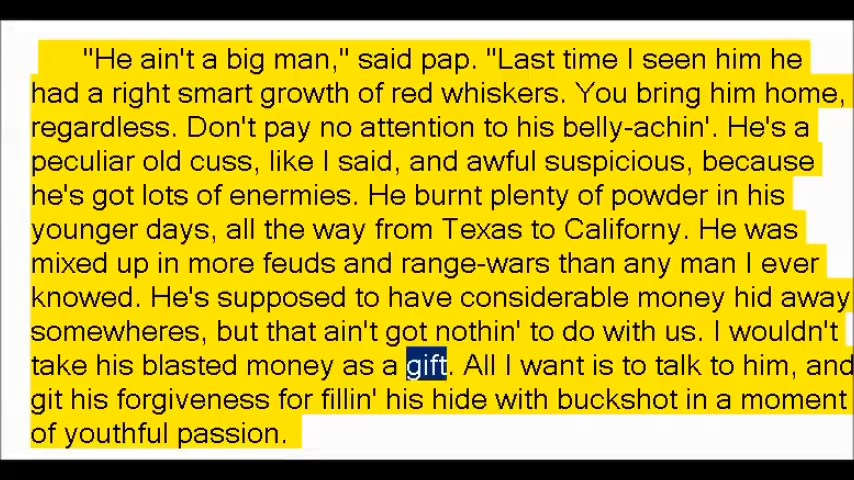 "He ain't a big man," said pap. "Last time I seen him he
had a right smart growth of red whiskers. You bring him home,
regardless. Don't pay no attention to his belly-achin'. He's a
peculiar old cuss, like I said, and awful suspicious, because
he's got lots of enermies. He burnt plenty of powder in his
younger days, all the way from Texas to Californy. He was
mixed up in more feuds and range-wars than any man I ever
knowed. He's supposed to have considerable money hid away
somewheres, but that ain't got nothin' to do with us. I wouldn't
take his blasted money as a gift. All I want is to talk to him, and
git his forgiveness for fillin' his hide with buckshot in a moment
of youthful passion.